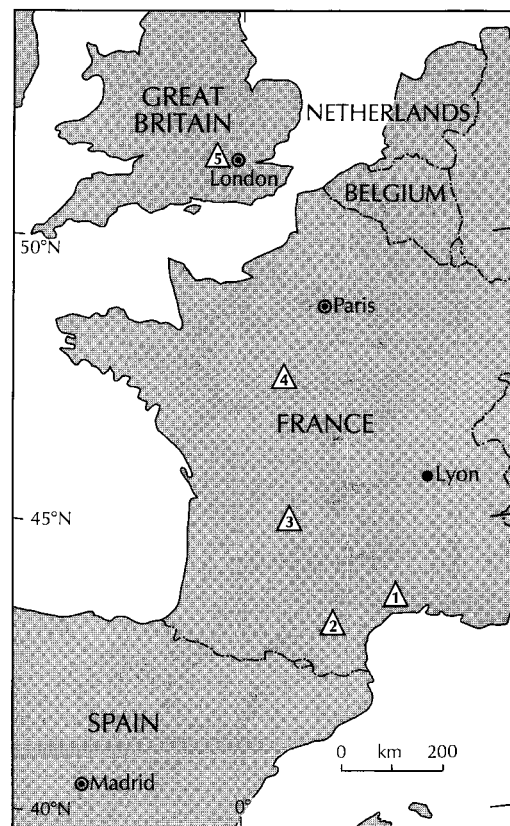 GREAT
BRITAIN
NETHERLANDS
5
London
BELGIUM
50°N
Paris
4
FRANCE
Lyon
45°N
3
1
2
SPAIN
0 km 200
Madrid
40°N
0°